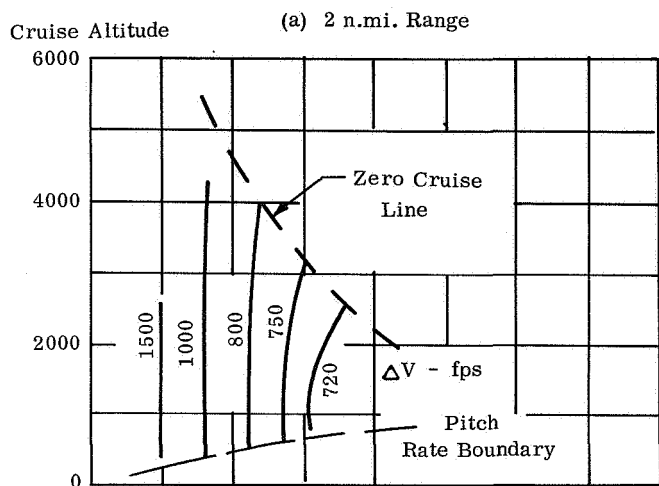 (a) 2 n.mi. Range
Cruise Altitude
6000
4000
2000
0
Zero Cruise
Line
1500
1000
800
750
720
△V - fps
Pitch
Rate Boundary